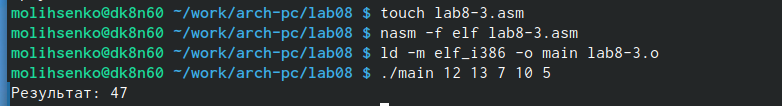 molihsenko@dk8n60 ~/work/arch-pc/lab08 $ touch lab8-3.asm
molihsenko@dk8n60 ~/work/arch-pc/lab08 $ nasm -f elf lab8-3.asm
molihsenko@dk8n60 ~/work/arch-pc/lab08 $ ld -m elf_i386 -o main lab8-3.o
molihsenko@dk8n60 ~/work/arch-pc/lab08 $ ./main 12 13 7 10 5
Результат: 47